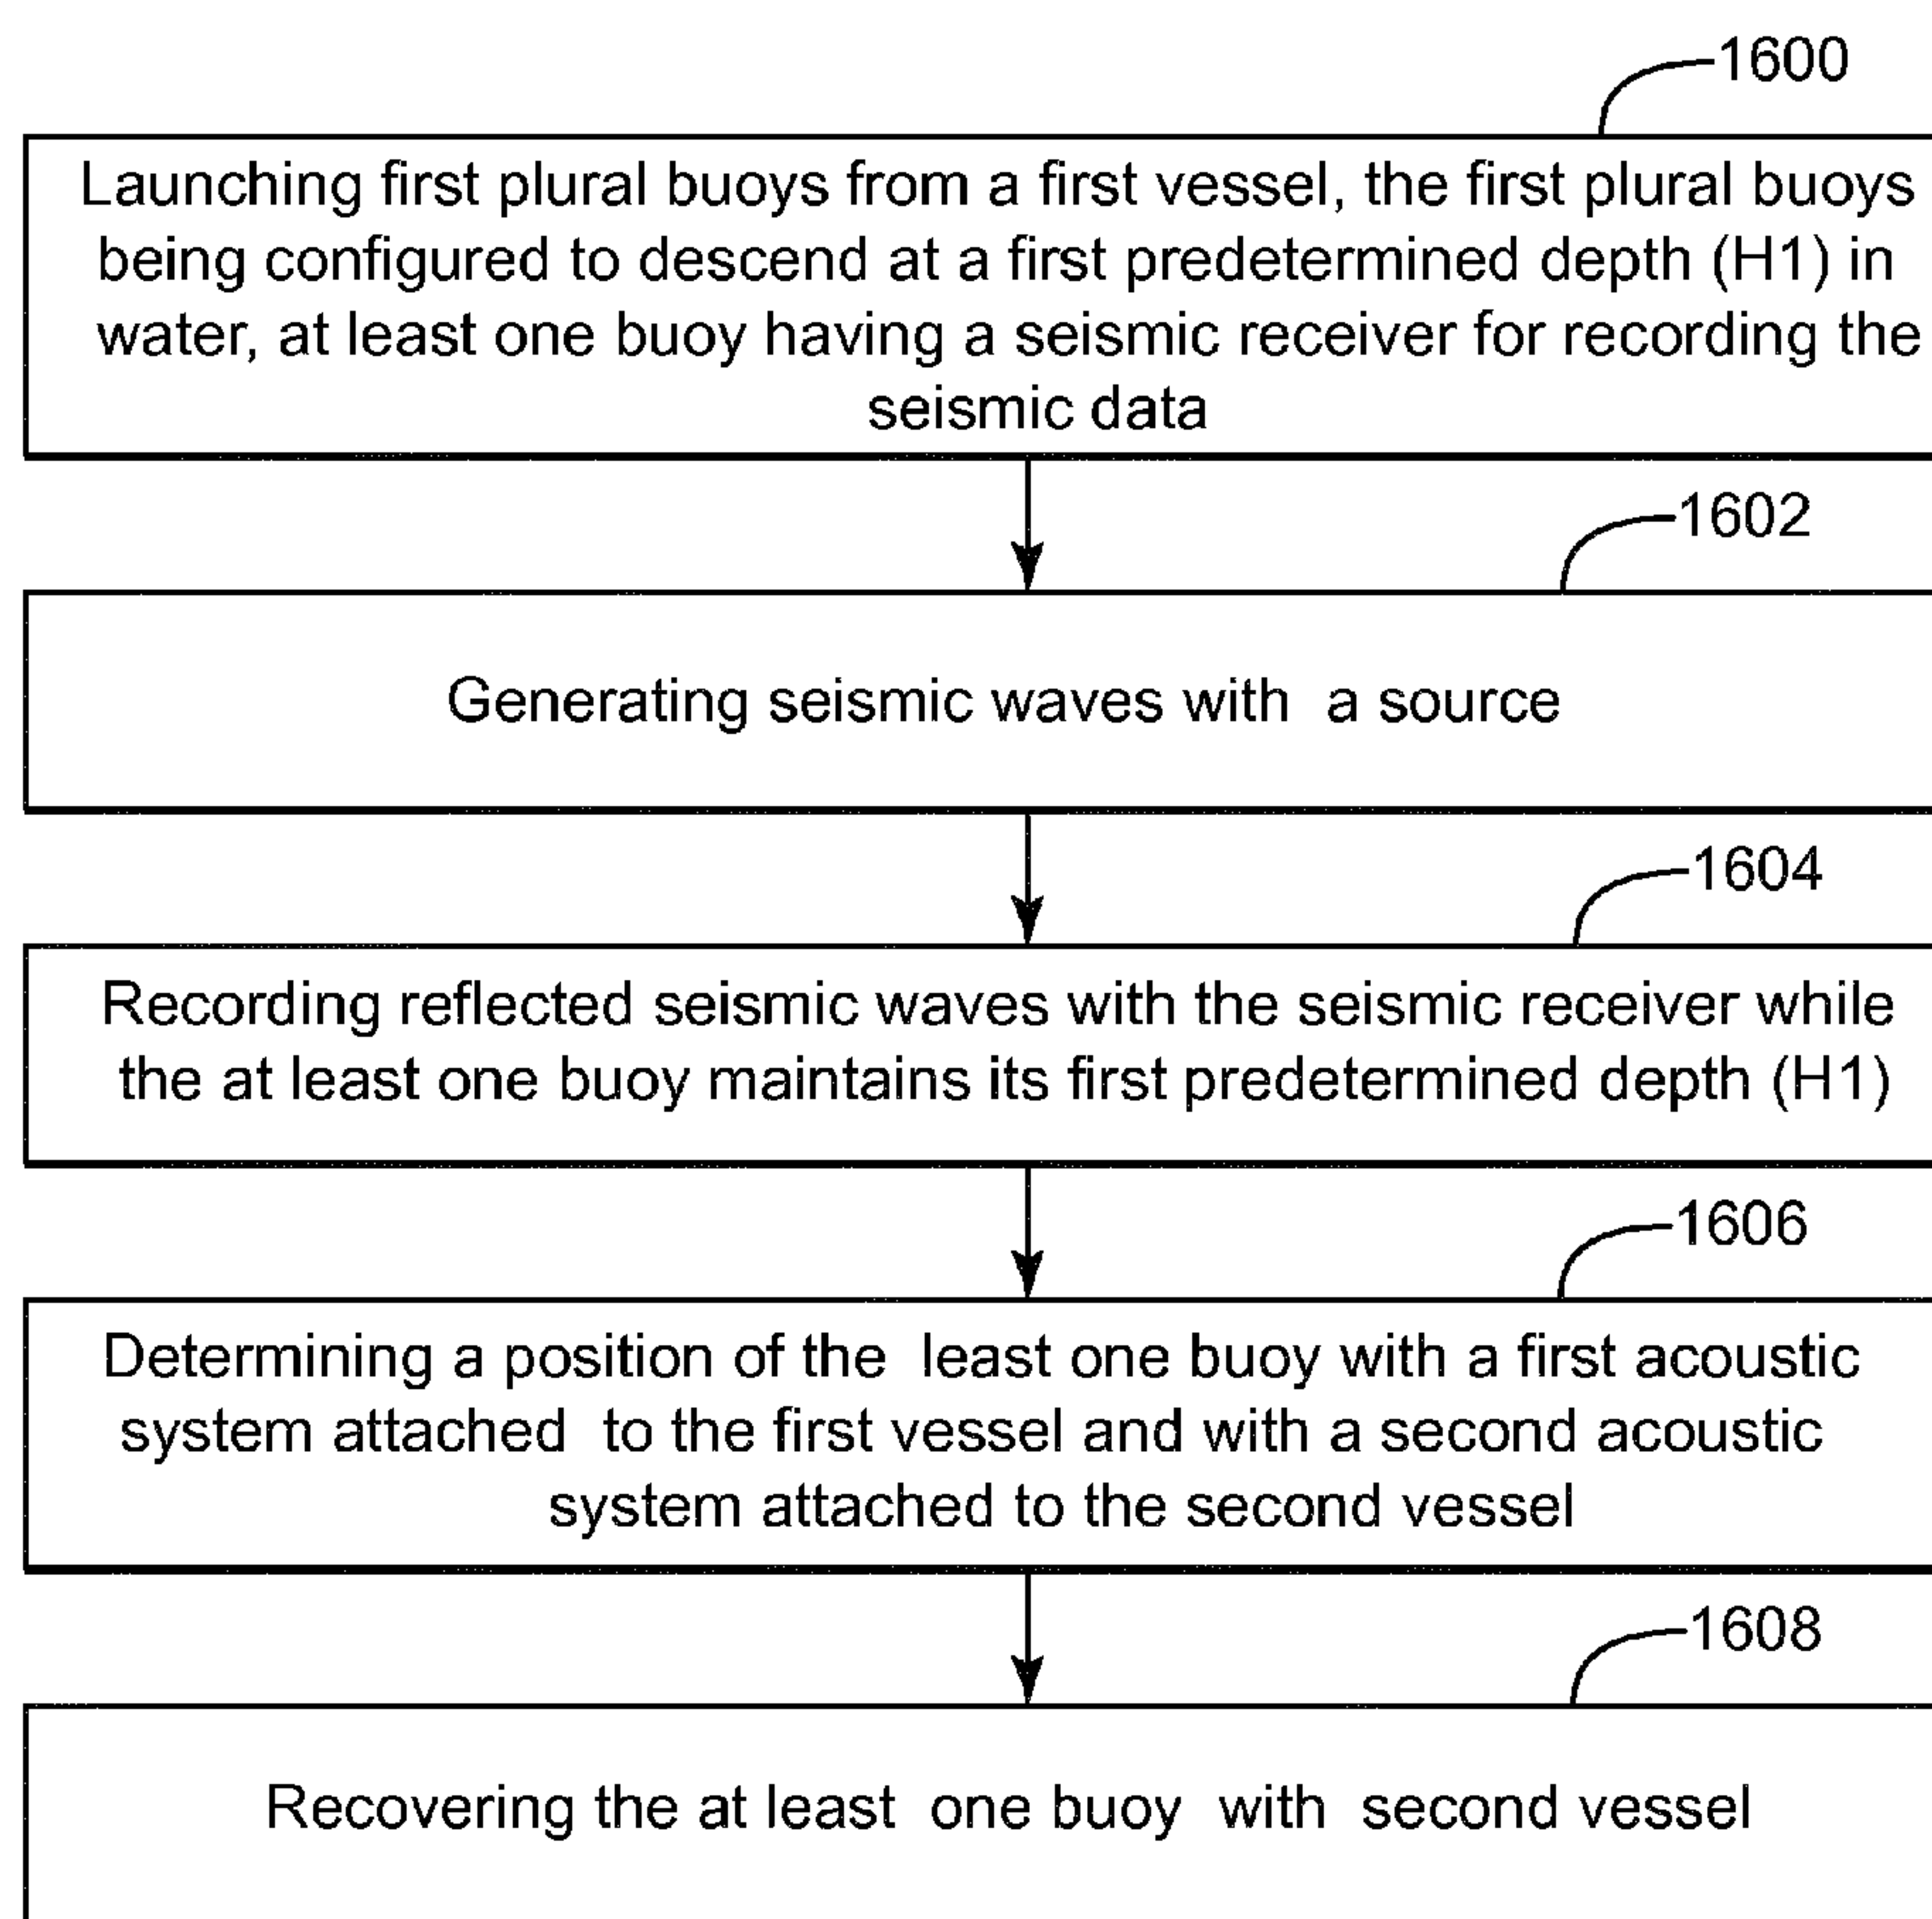 1600
Launching first plural buoys from a first vessel, the first plural buoys
being configured to descend at a first predetermined depth (H1) in
water, at least one buoy having a seismic receiver for recording the
seismic data
1602
Generating seismic waves with a source
1604
Recording reflected seismic waves with the seismic receiver while
the at least one buoy maintains its first predetermined depth (H1)
1606
Determining a position of the least one buoy with a first acoustic
system attached to the first vessel and with a second acoustic
system attached to the second vessel
1608
Recovering the at least one buoy with second vessel